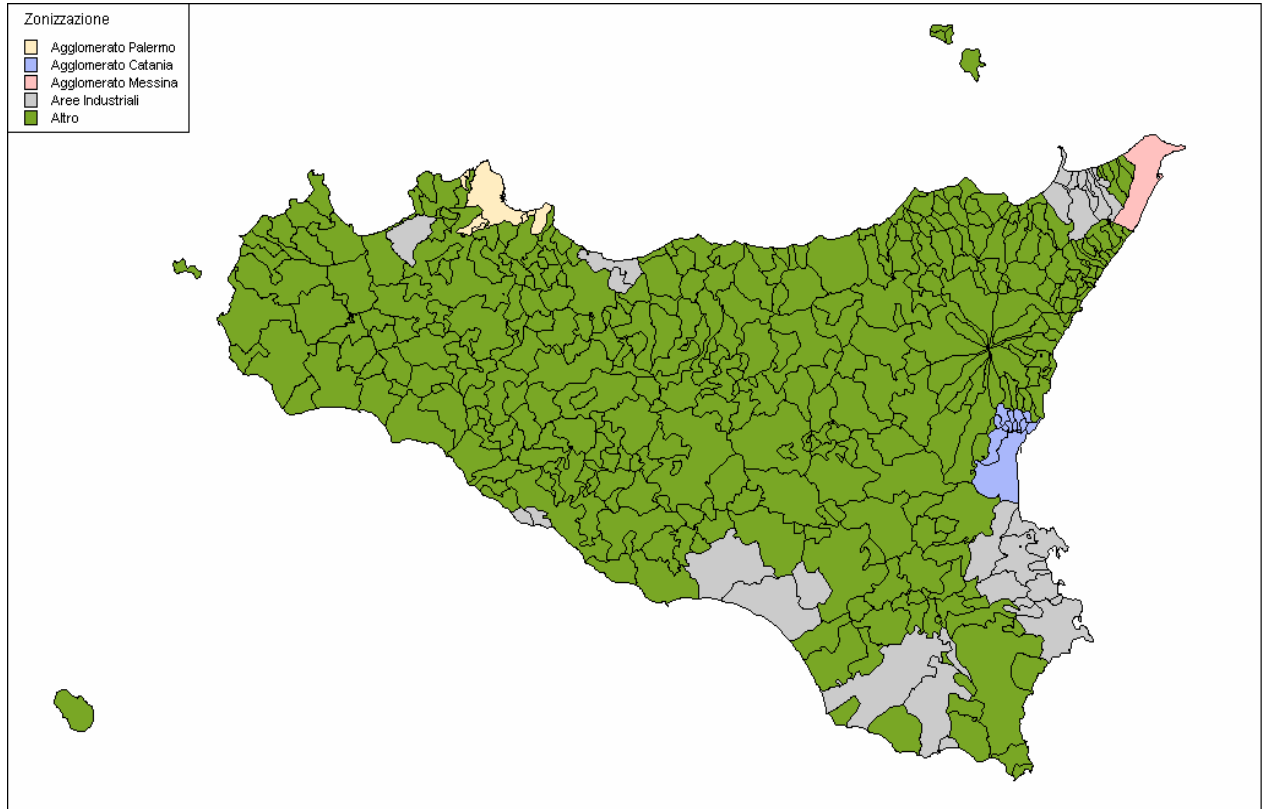 Zonizzazione
Agglomerato Palermo
Agglomerato Catania
Agglomerato Messina
Aree Industriali
Altro